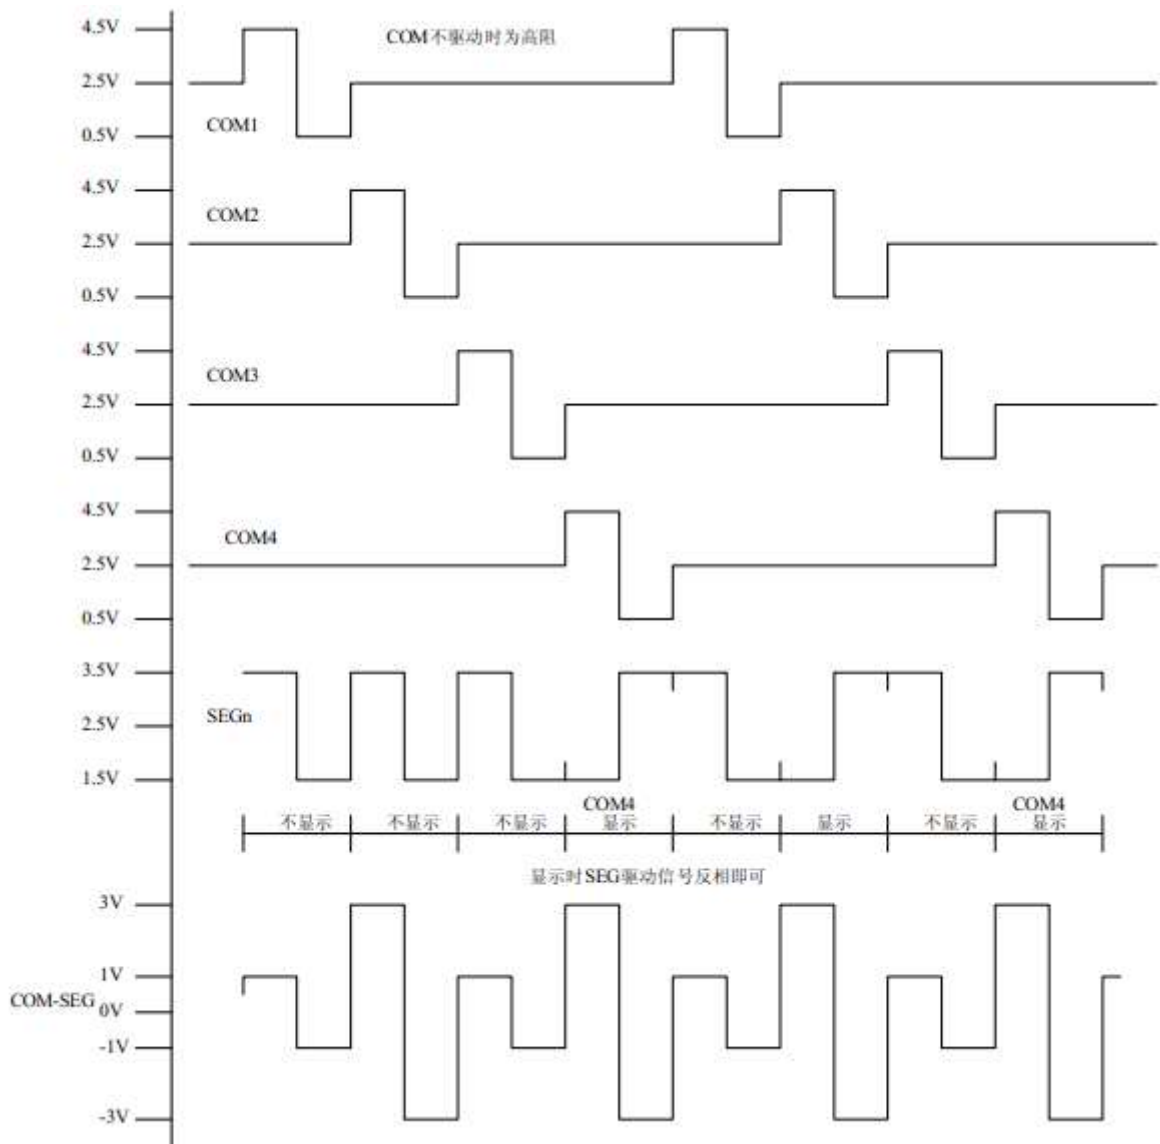 4.5V
COM不驱动时为高阻
2.5V
COM1
0.5V
4.5V
COM2
2.5V
0.5V
4.5V
COM3
2.5V
0.5V
4.5V
COM4
2.5V
0.5V
3.5V
SEGn
2.5V
1.5V
COM4 COM4
不显示 不显示 不显示 显示 不显示 显示 不显示 显示
显示时SEG驱动信号反相即可
3V
1V
COM-SEG 0V
-1V
-3V